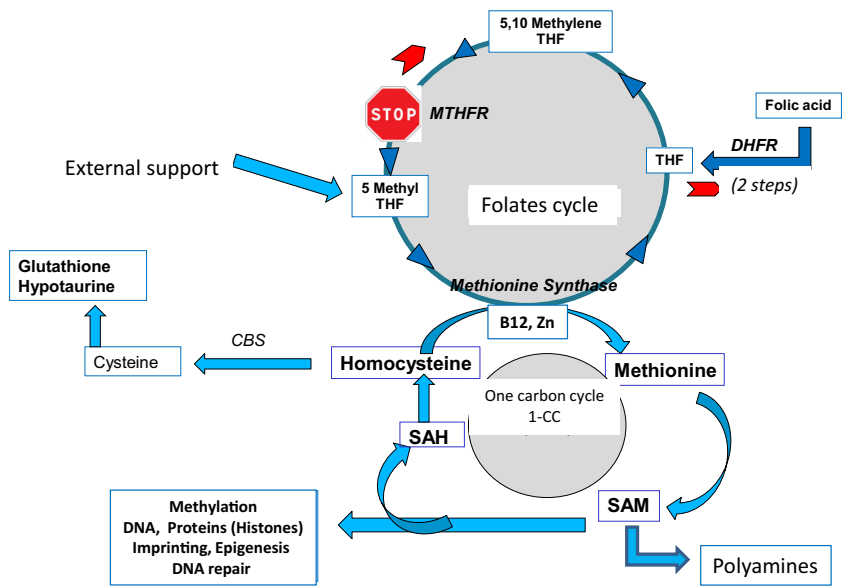 5,10 Methylene
THF
STOP
MTHFR
Folic acid
DHFR
THF
(2 steps)
External support
5 Methyl
THF
Folates cycle
Glutathione
Hypotaurine
Methionine Synthase
B12, Zn
CBS
Cysteine
Homocysteine
Methionine
One carbon cycle
1-CC
SAH
SAM
Methylation
DNA, Proteins (Histones)
Imprinting, Epigenesis
DNA repair
Polyamines